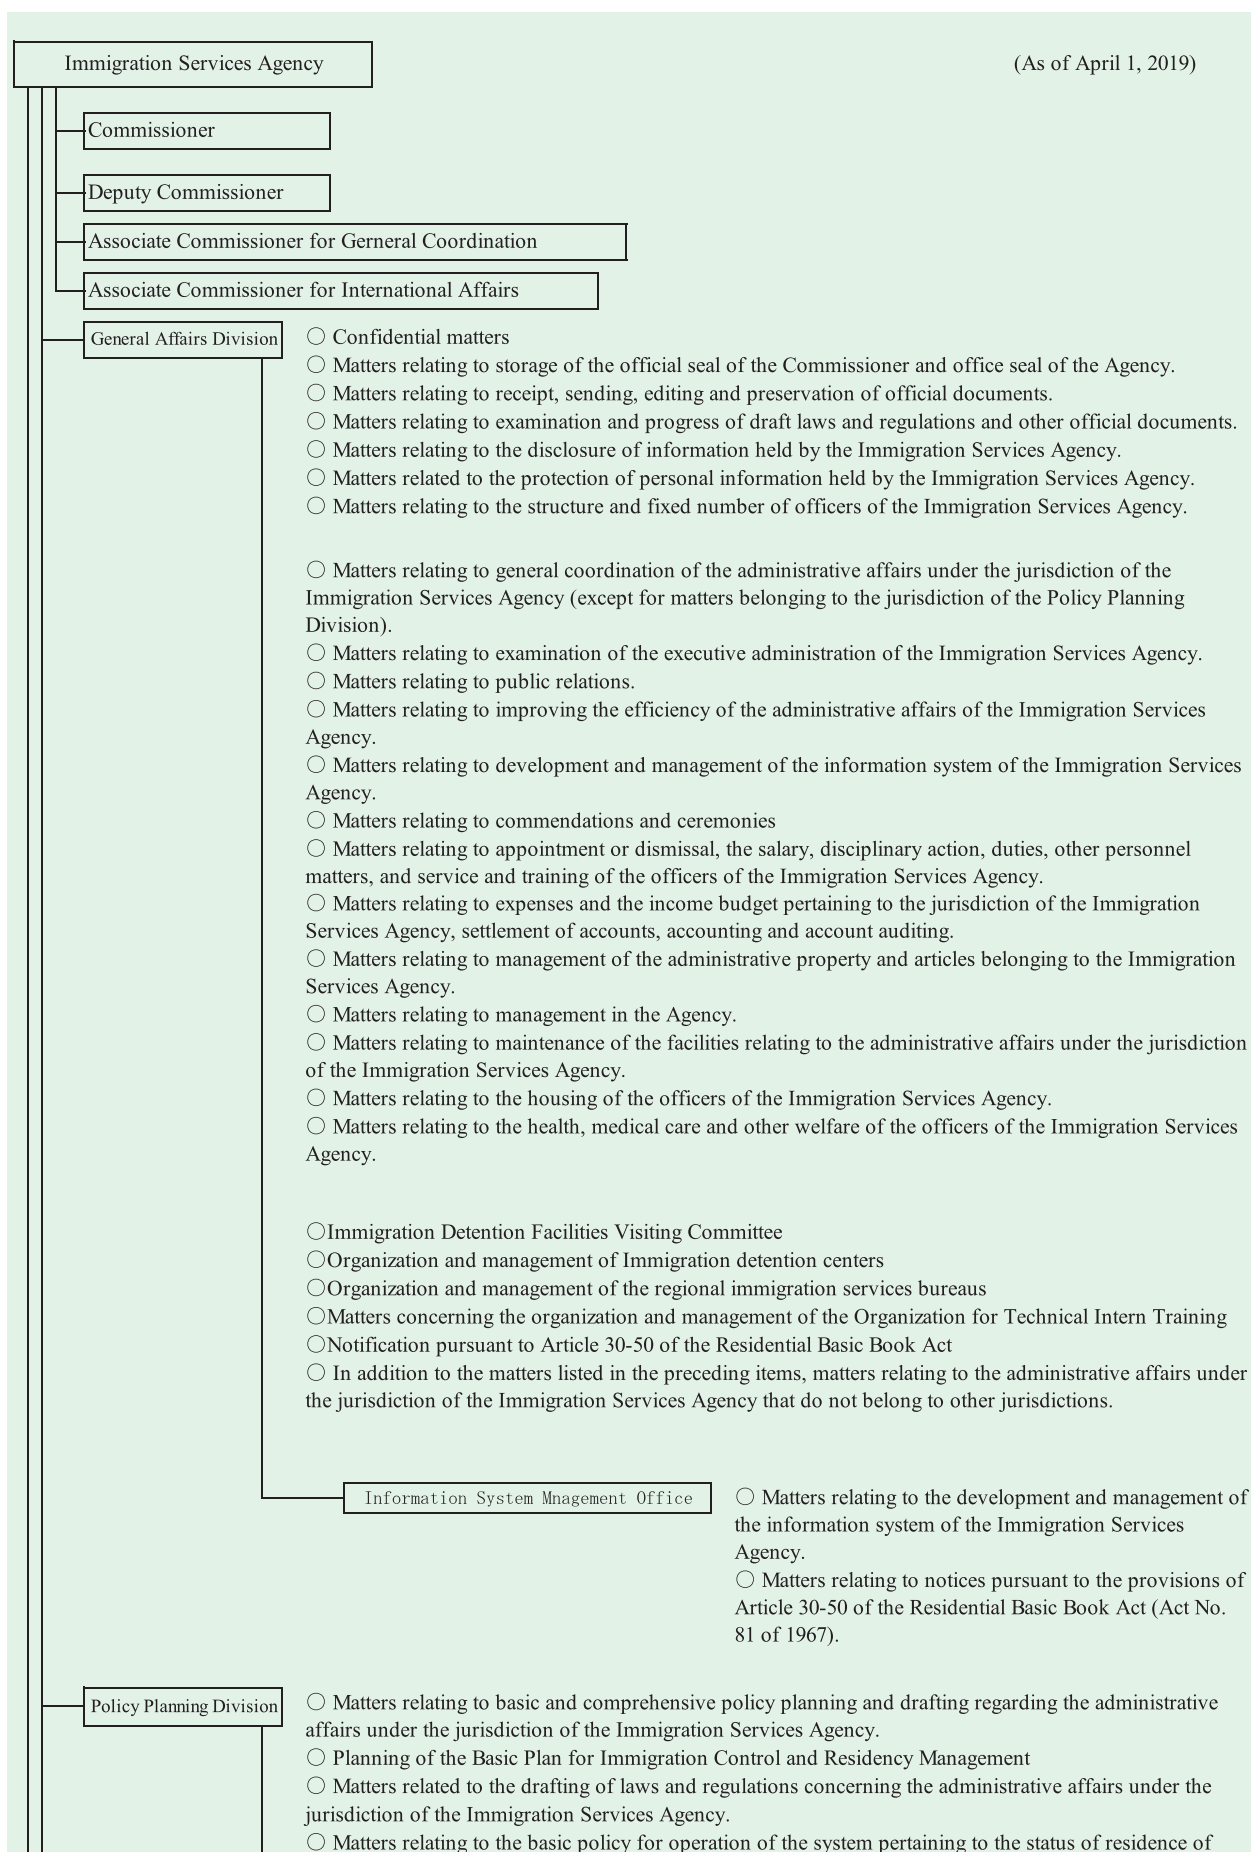 Immigration Services Agency
(As of April 1, 2019)
Commissioner
Deputy Commissioner
Associate Commissioner for Gerneral Coordination
Associate Commissioner for International Affairs
General Affairs Division
○ Confidential matters
○ Matters relating to storage of the official seal of the Commissioner and office seal of the Agency.
○ Matters relating to receipt, sending, editing and preservation of official documents.
○ Matters relating to examination and progress of draft laws and regulations and other official documents.
○ Matters relating to the disclosure of information held by the Immigration Services Agency.
○ Matters related to the protection of personal information held by the Immigration Services Agency.
○ Matters relating to the structure and fixed number of officers of the Immigration Services Agency.
○ Matters relating to general coordination of the administrative affairs under the jurisdiction of the
Immigration Services Agency (except for matters belonging to the jurisdiction of the Policy Planning
Division).
○ Matters relating to examination of the executive administration of the Immigration Services Agency.
○ Matters relating to public relations.
○ Matters relating to improving the efficiency of the administrative affairs of the Immigration Services
Agency.
○ Matters relating to development and management of the information system of the Immigration Services
Agency.
○ Matters relating to commendations and ceremonies
○ Matters relating to appointment or dismissal, the salary, disciplinary action, duties, other personnel
matters, and service and training of the officers of the Immigration Services Agency.
○ Matters relating to expenses and the income budget pertaining to the jurisdiction of the Immigration
Services Agency, settlement of accounts, accounting and account auditing.
○ Matters relating to management of the administrative property and articles belonging to the Immigration
Services Agency.
○ Matters relating to management in the Agency.
○ Matters relating to maintenance of the facilities relating to the administrative affairs under the jurisdiction
of the Immigration Services Agency.
○ Matters relating to the housing of the officers of the Immigration Services Agency.
○ Matters relating to the health, medical care and other welfare of the officers of the Immigration Services
Agency.
○Immigration Detention Facilities Visiting Committee
○Organization and management of Immigration detention centers
○Organization and management of the regional immigration services bureaus
○Matters concerning the organization and management of the Organization for Technical Intern Training
○Notification pursuant to Article 30-50 of the Residential Basic Book Act
○ In addition to the matters listed in the preceding items, matters relating to the administrative affairs under
the jurisdiction of the Immigration Services Agency that do not belong to other jurisdictions.
Information System Mnagement Office
○ Matters relating to the development and management of
the information system of the Immigration Services
Agency.
○ Matters relating to notices pursuant to the provisions of
Article 30-50 of the Residential Basic Book Act (Act No.
81 of 1967).
Policy Planning Division
○ Matters relating to basic and comprehensive policy planning and drafting regarding the administrative
affairs under the jurisdiction of the Immigration Services Agency.
○ Planning of the Basic Plan for Immigration Control and Residency Management
○ Matters related to the drafting of laws and regulations concerning the administrative affairs under the
jurisdiction of the Immigration Services Agency.
○ Matters relating to the basic policy for operation of the system pertaining to the status of residence of